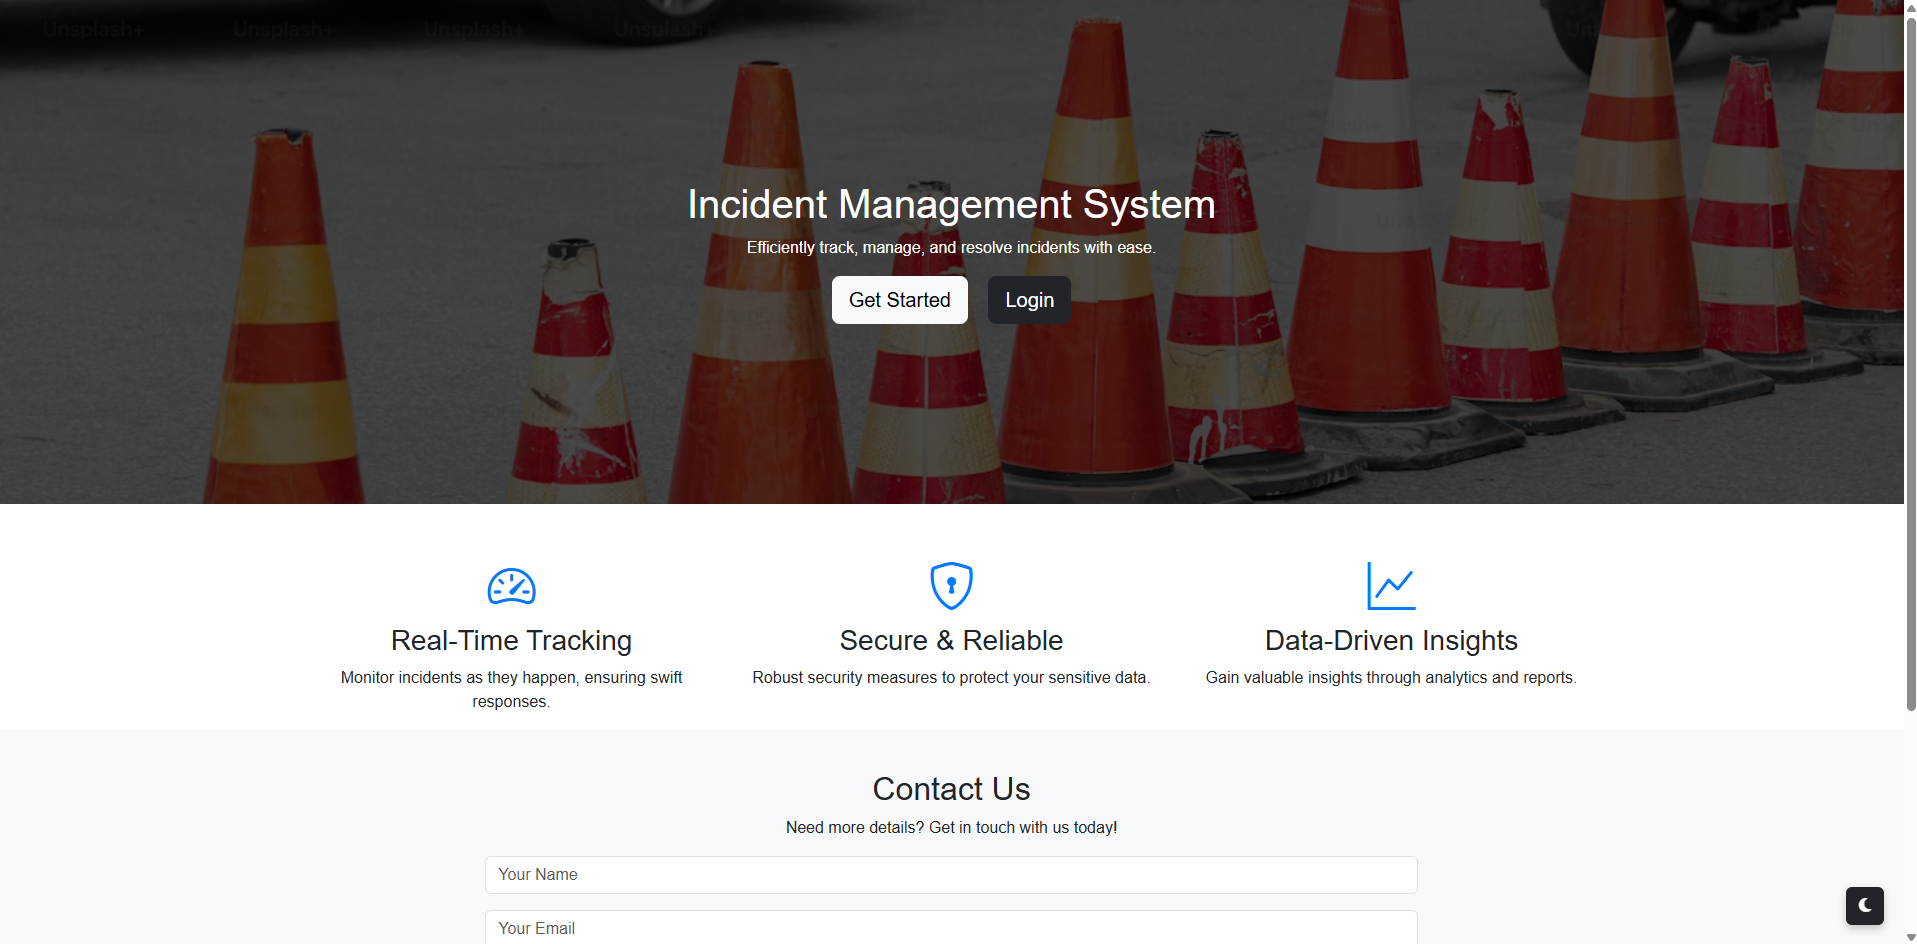 Unsplash+ Unsplash+ Unsplash+ Unsplash+
Incident Management System
Efficiently track, manage, and resolve incidents with ease.
Get Started Login
Real-Time Tracking
Monitor incidents as they happen, ensuring swift
responses.
Secure & Reliable
Robust security measures to protect your sensitive data.
Data-Driven Insights
Gain valuable insights through analytics and reports.
Contact Us
Need more details? Get in touch with us today!
Your Name
Your Email